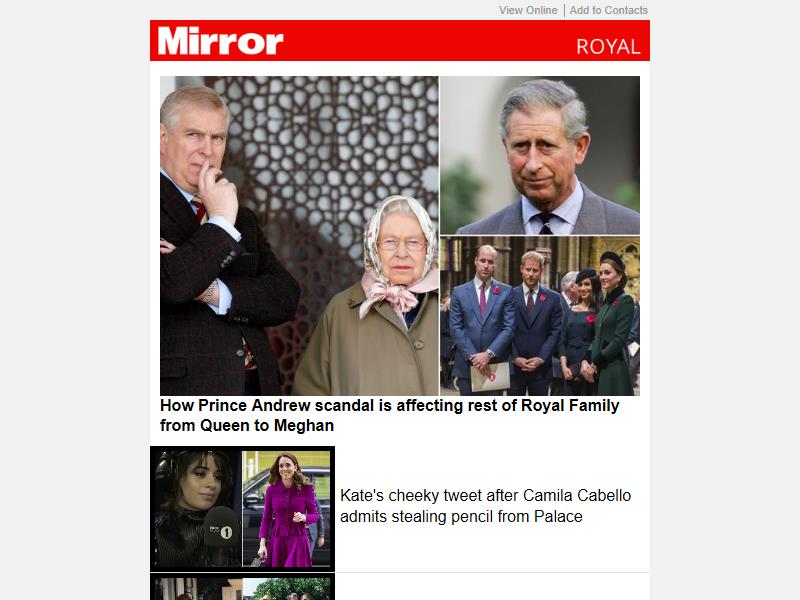 View Online | Add to Contacts
Mirror
ROYAL
How Prince Andrew scandal is affecting rest of Royal Family
from Queen to Meghan
1
Kate's cheeky tweet after Camila Cabello
admits stealing pencil from Palace